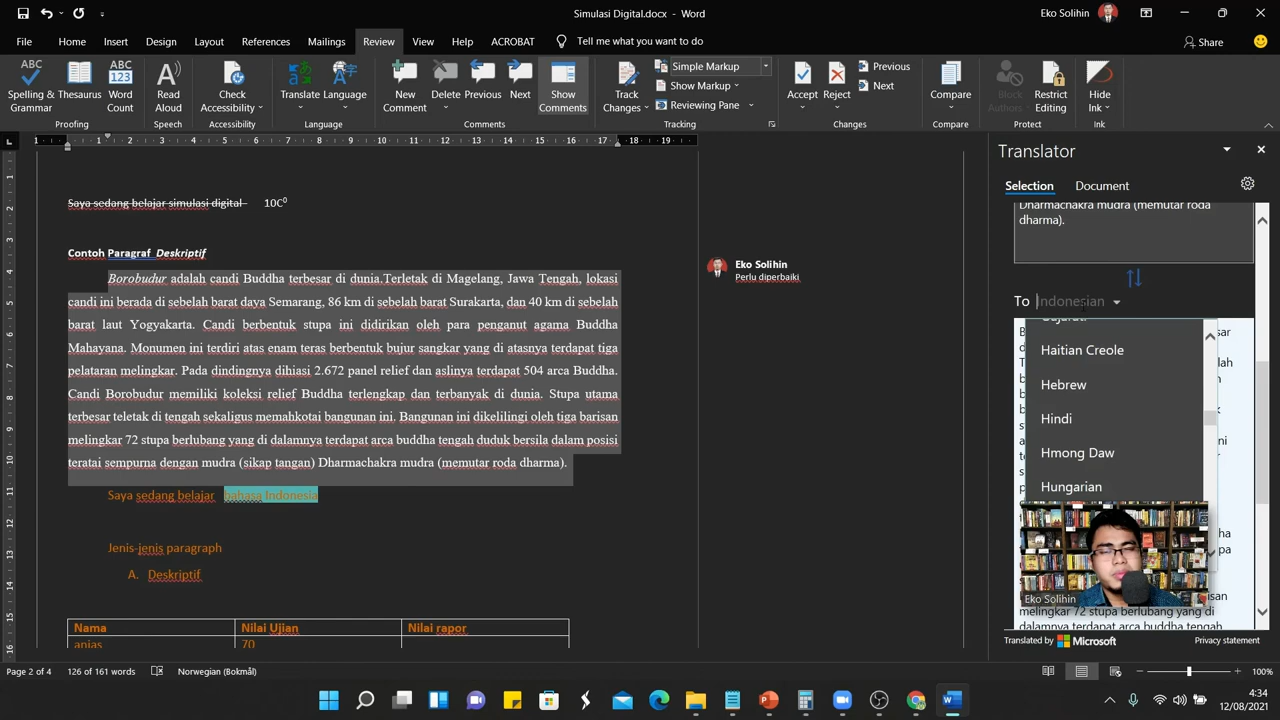 Simulasi Digital.docx - Word
Eko Solihin
File Home Insert Design Layout References Mailings Review View Help ACROBAT Tell me what you want to do
Share
Spelling & Grammar
Thesaurus
Word Count
Read Aloud
Check Accessibility
Translate
Language
New Comment
Delete
Previous
Next
Show Comments
Track Changes
Simple Markup
Show Markup
Reviewing Pane
Accept
Reject
Previous
Next
Compare
Block Authors
Restrict Editing
Hide Ink
Proofing Speech Accessibility Language Comments Tracking Changes Compare Protect Ink
Saya sedang belajar simulasi digital 10C⁰
Contoh Paragraf Deskriptif
Borobudur adalah candi Buddha terbesar di dunia.Terletak di Magelang, Jawa Tengah, lokasi
candi ini berada di sebelah barat daya Semarang, 86 km di sebelah barat Surakarta, dan 40 km di sebelah
barat laut Yogyakarta. Candi berbentuk stupa ini didirikan oleh para penganut agama Buddha
Mahayana. Monumen ini terdiri atas enam teras berbentuk bujur sangkar yang di atasnya terdapat tiga
pelataran melingkar. Pada dindingnya dihiasi 2.672 panel relief dan aslinya terdapat 504 arca Buddha.
Candi Borobudur memiliki koleksi relief Buddha terlengkap dan terbanyak di dunia. Stupa utama
terbesar teletak di tengah sekaligus memahkotai bangunan ini. Bangunan ini dikelilingi oleh tiga barisan
melingkar 72 stupa berlubang yang di dalamnya terdapat arca buddha tengah duduk bersila dalam posisi
teratai sempurna dengan mudra (sikap tangan) Dharmachakra mudra (memutar roda dharma).
Saya sedang belajar bahasa Indonesia
Jenis-jenis paragraph
A. Deskriptif
Nama Nilai Ujian Nilai rapor
anjas 70
Eko Solihin
Perlu diperbaiki
Translator
Selection Document
Dharmachakra mudra (memutar roda
dharma).
To Indonesian
Gujarati
Haitian Creole
Hebrew
Hindi
Hmong Daw
Hungarian
Eko Solihin
melingkar 72 stupa berlubang yang di
dalamnya terdapat arca buddha tengah
Translated by Microsoft
Privacy statement
Page 2 of 4 126 of 161 words Norwegian (Bokmål) 100%
4:34
12/08/2021